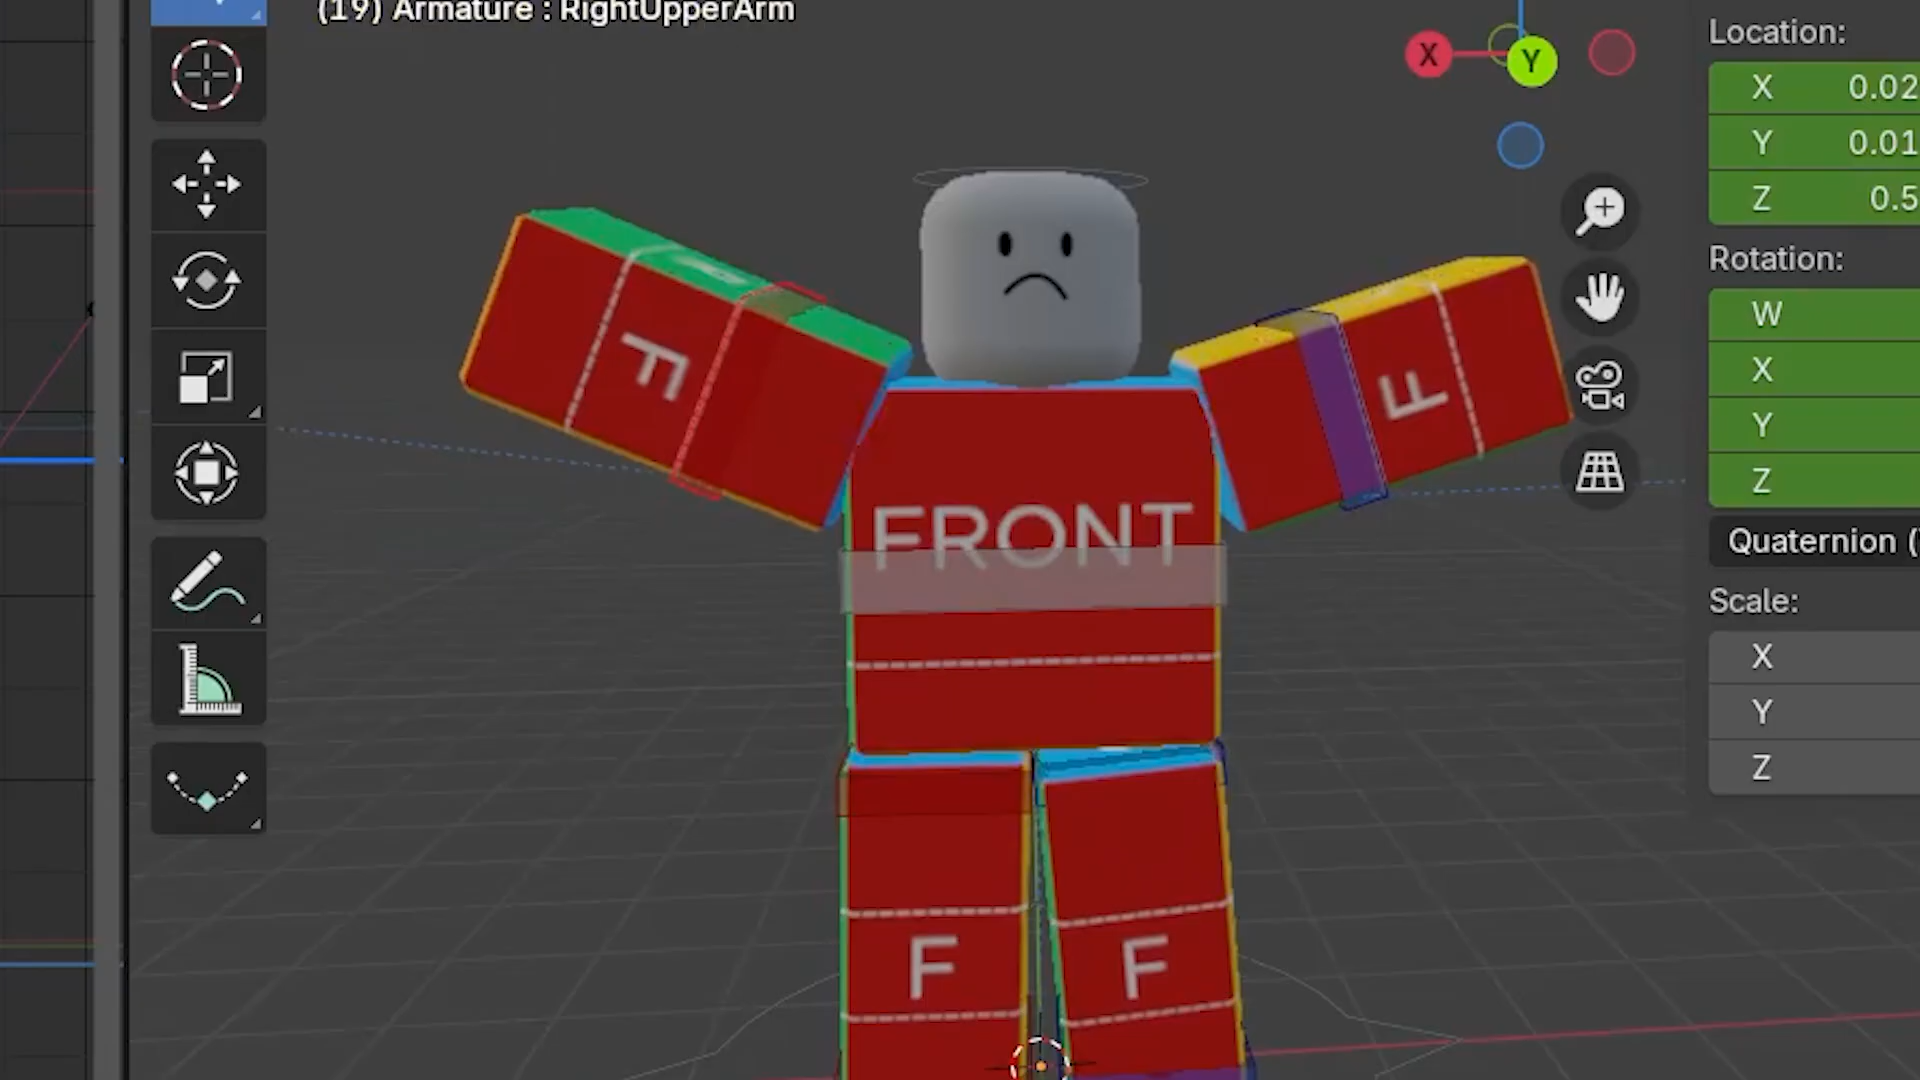 (19) Armature : RightUpperArm
X
Y
Location:
X 0.02
Y 0.01
Z 0.5
Rotation:
W
X
Y
Z
Quaternion (
Scale:
X
Y
Z
F
F
FRONT
F
F